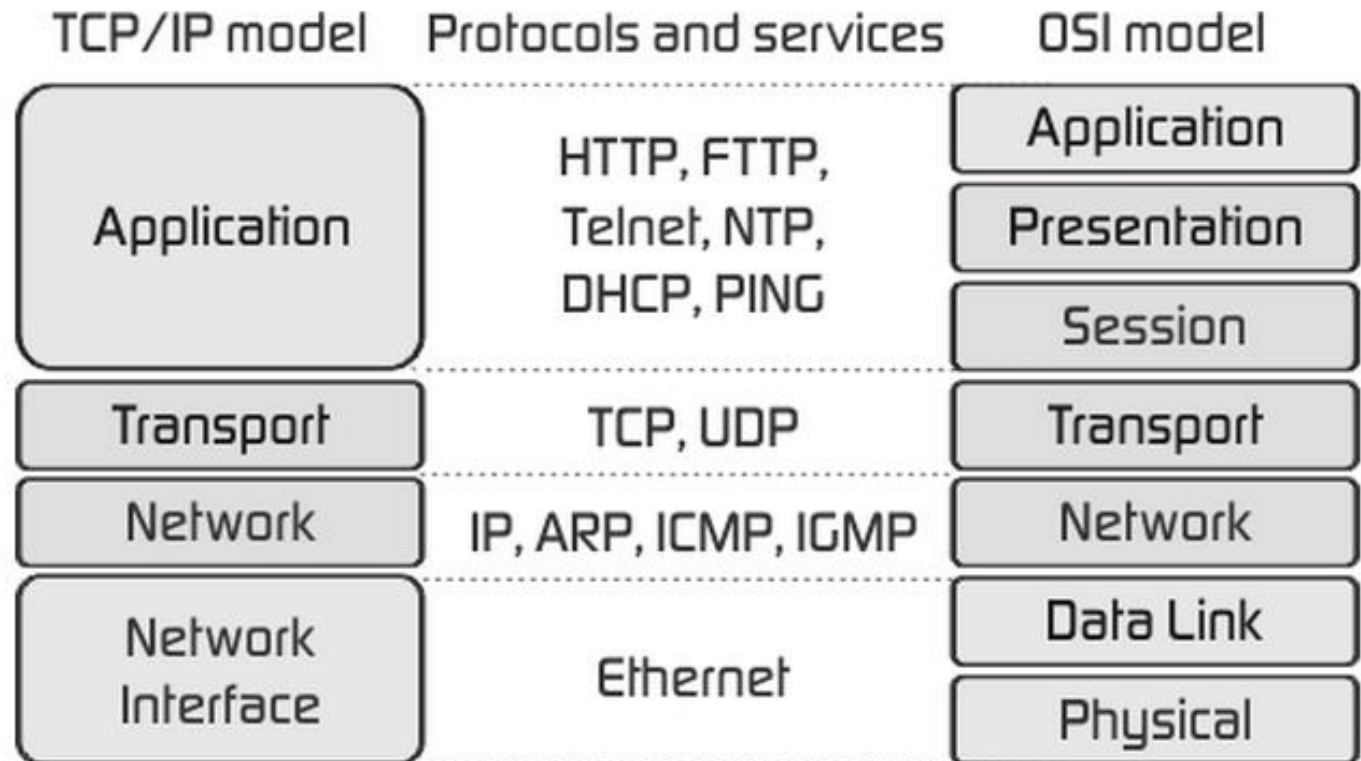 TCP/IP model Protocols and services OSI model
Application
HTTP, FTTP,
Telnet, NTP,
DHCP, PING
Application
Presentation
Session
Transport
TCP, UDP
Transport
Network
IP, ARP, ICMP, IGMP
Network
Network
Interface
Ethernet
Data Link
Physical